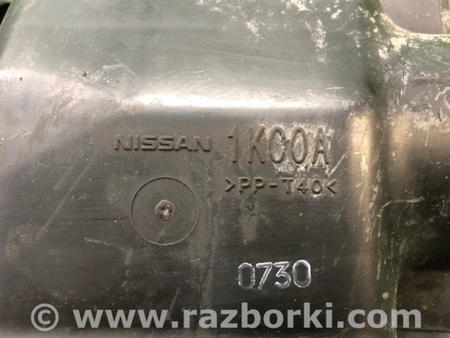 NISSAN 1KC0A
>PP-T40<
0730
© www.razborki.com